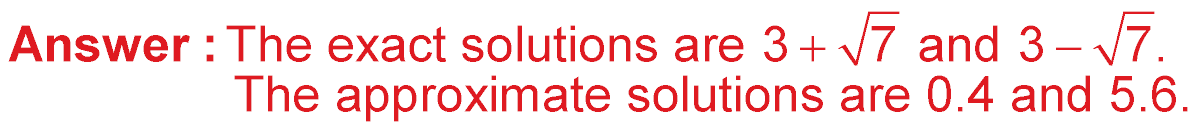 Answer : The exact solutions are 3 + √7 and 3 – √7.
The approximate solutions are 0.4 and 5.6.